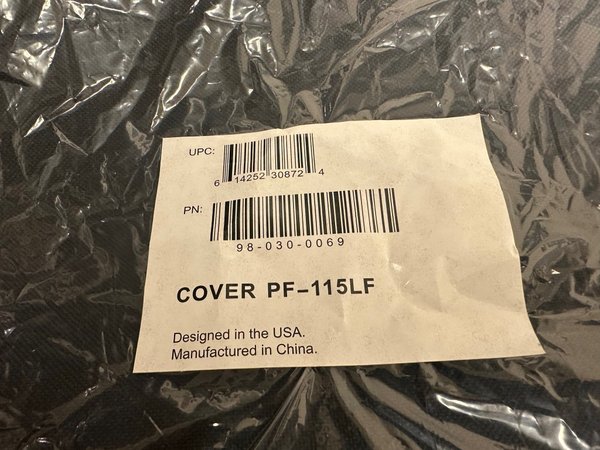 UPC:
6 14252 30872 4
PN:
98-030-0069
COVER PF-115LF
Designed in the USA.
Manufactured in China.